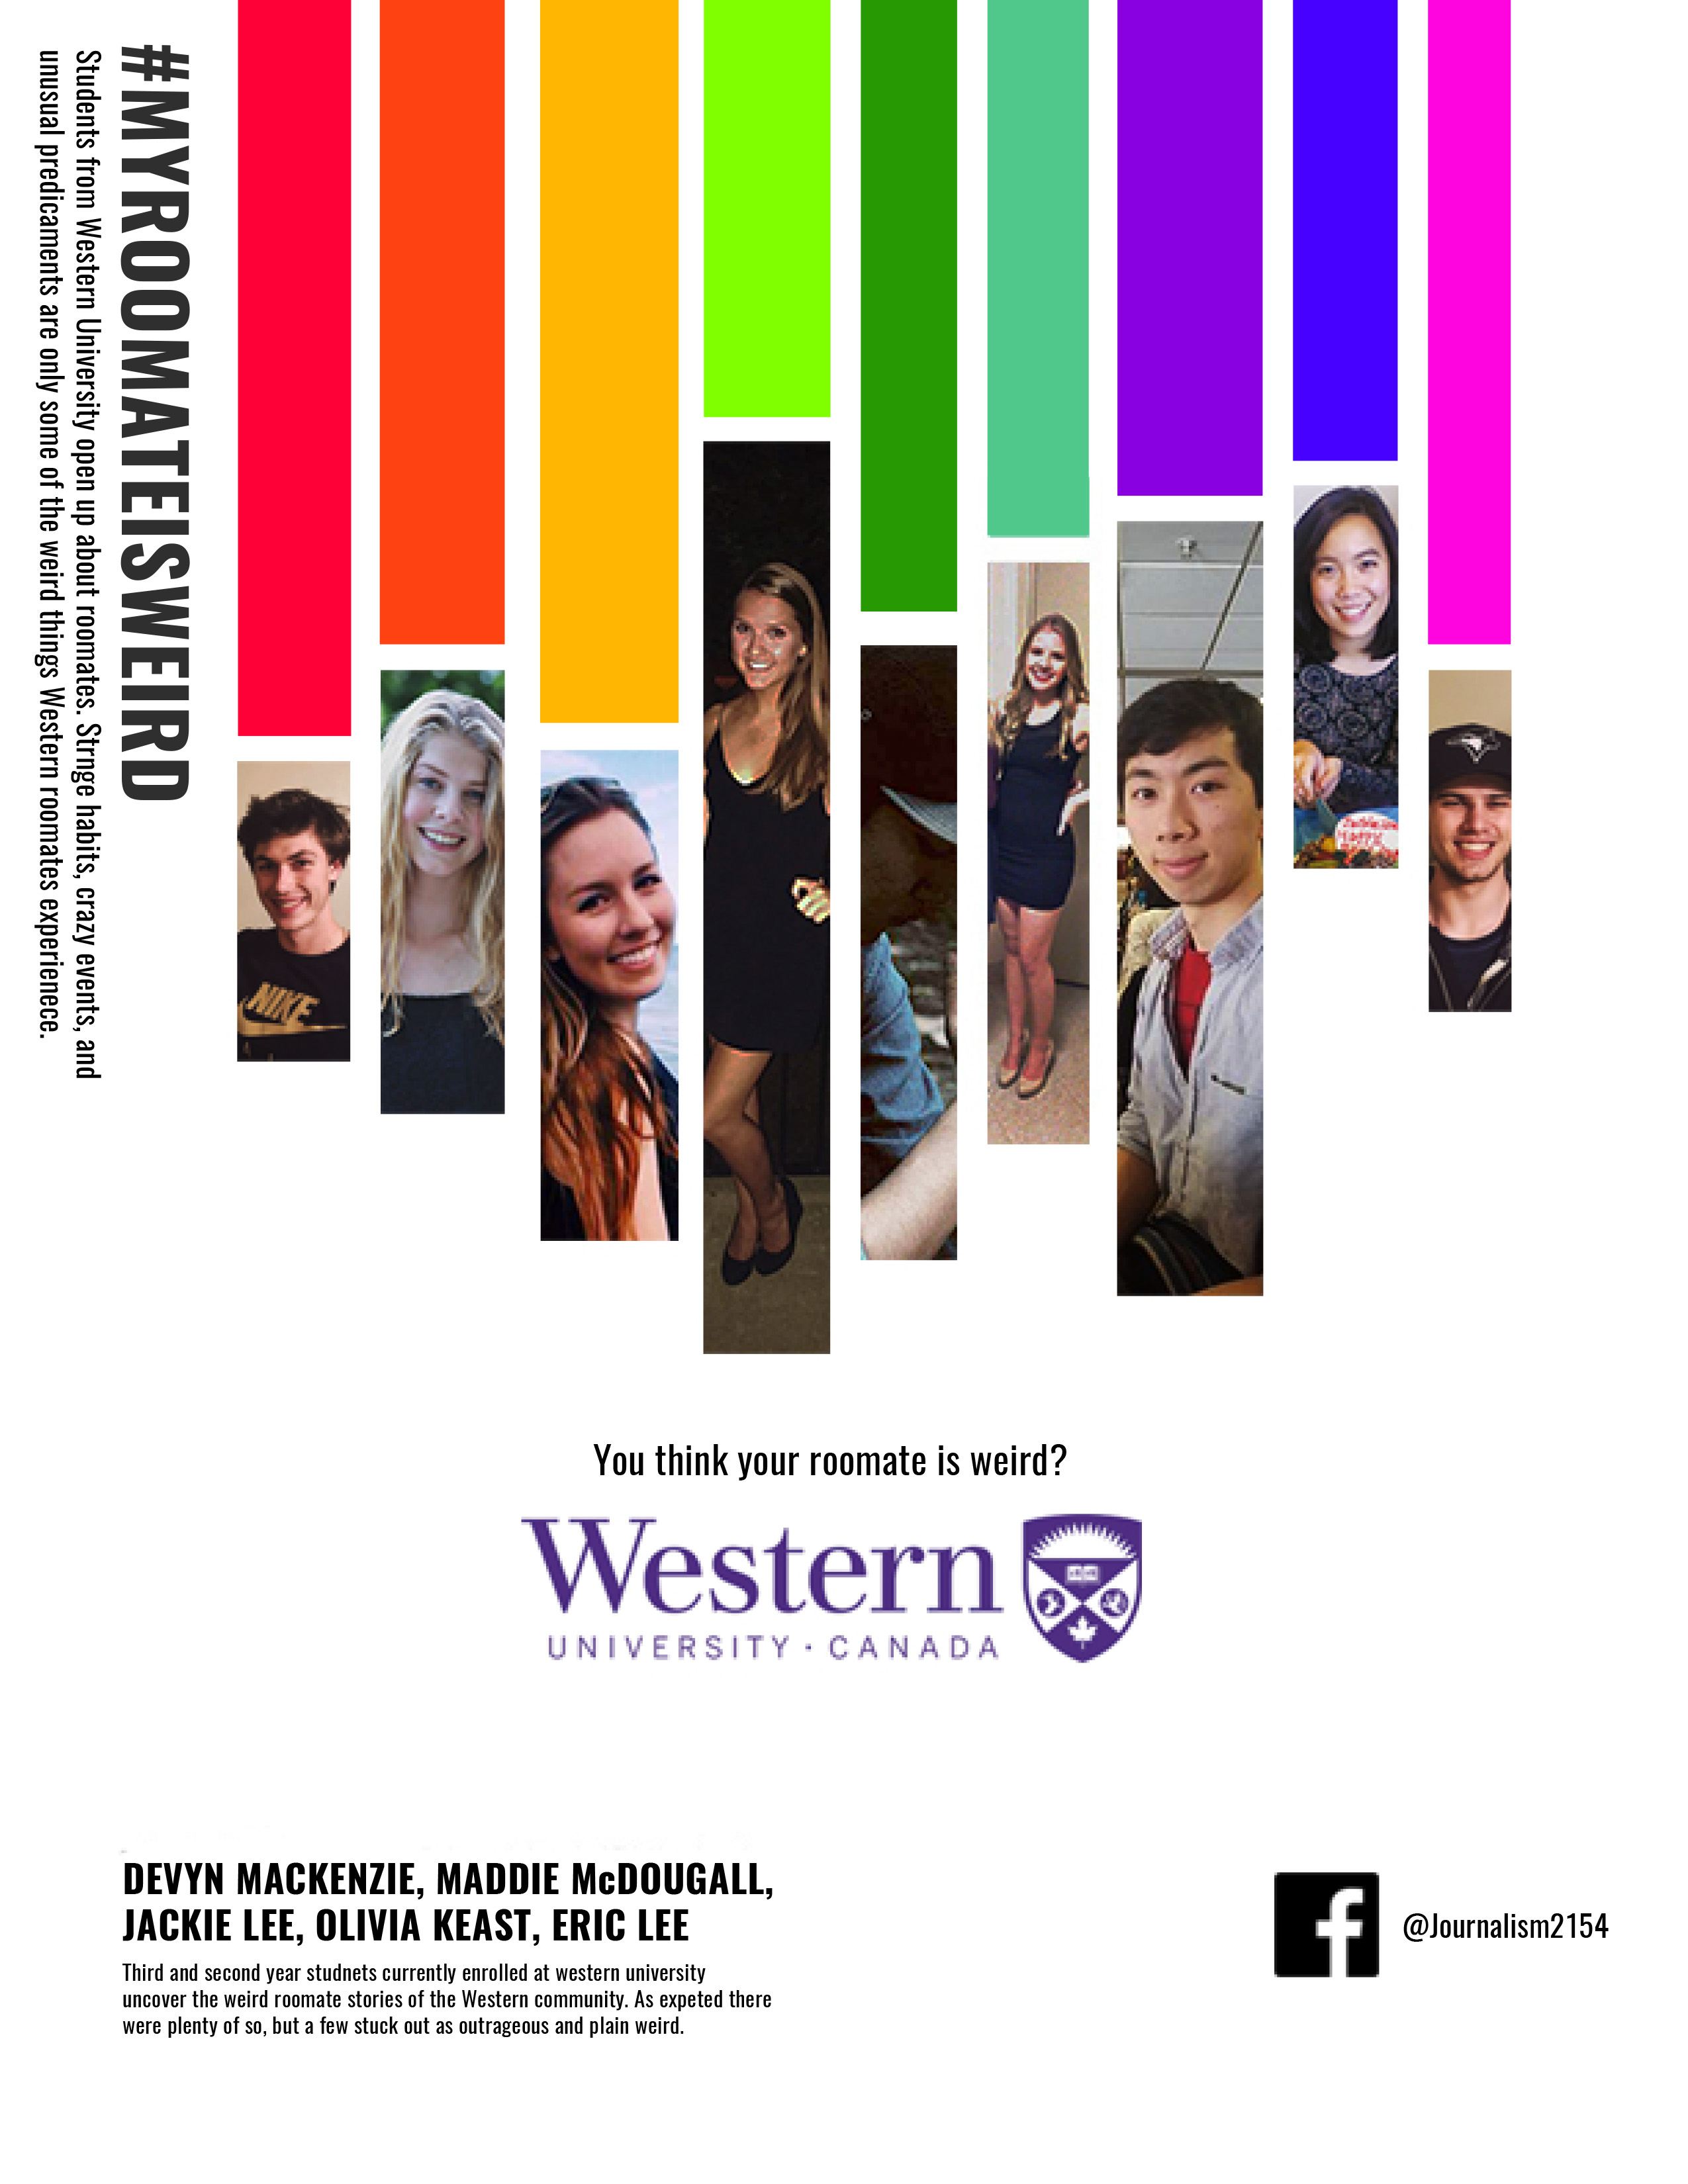 #MYROOMATEISWEIRD
Students from Western University open up about roomates. Strnge habits, crazy events, and
unusual predicaments are only some of the weird things Western roomates experienece.
NIKE
HAPPY
You think your roomate is weird?
Western
UNIVERSITY · CANADA
DEVYN MACKENZIE, MADDIE McDOUGALL,
JACKIE LEE, OLIVIA KEAST, ERIC LEE
Third and second year studnets currently enrolled at western university
uncover the weird roomate stories of the Western community. As expeted there
were plenty of so, but a few stuck out as outrageous and plain weird.
f
@Journalism2154